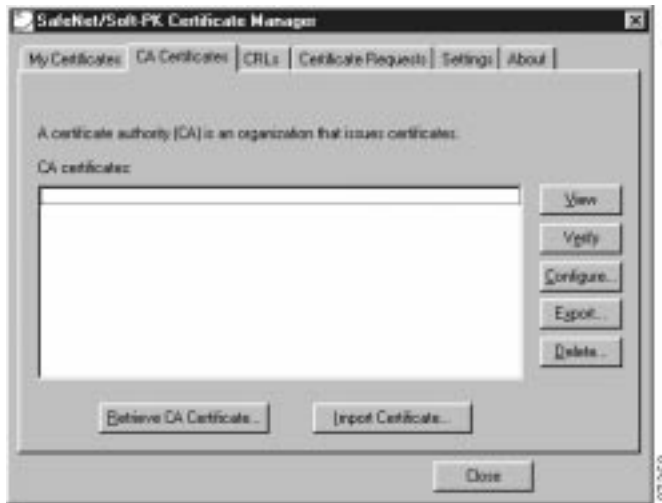 SafeNet/Soft-PK Certificate Manager
My Certificates CA Certificates CRLs Certificate Requests Settings About
A certificate authority (CA) is an organization that issues certificates.
CA certificates:
View
Verify
Configure...
Export...
Delete...
Retrieve CA Certificate... Import Certificate...
Close